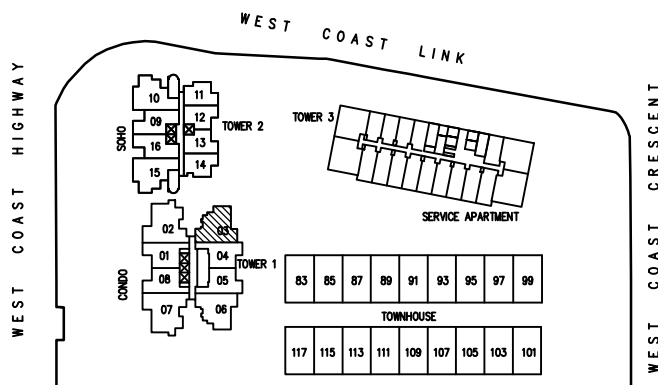 WEST COAST LINK
WEST COAST HIGHWAY
WEST COAST CRESCENT
10 11
09 12
16 13
15 14
SOHO
TOWER 2
TOWER 3
SERVICE APARTMENT
02 03
01 04
08 05
07 06
CONDO
TOWER 1
83 85 87 89 91 93 95 97 99
TOWNHOUSE
117 115 113 111 109 107 105 103 101